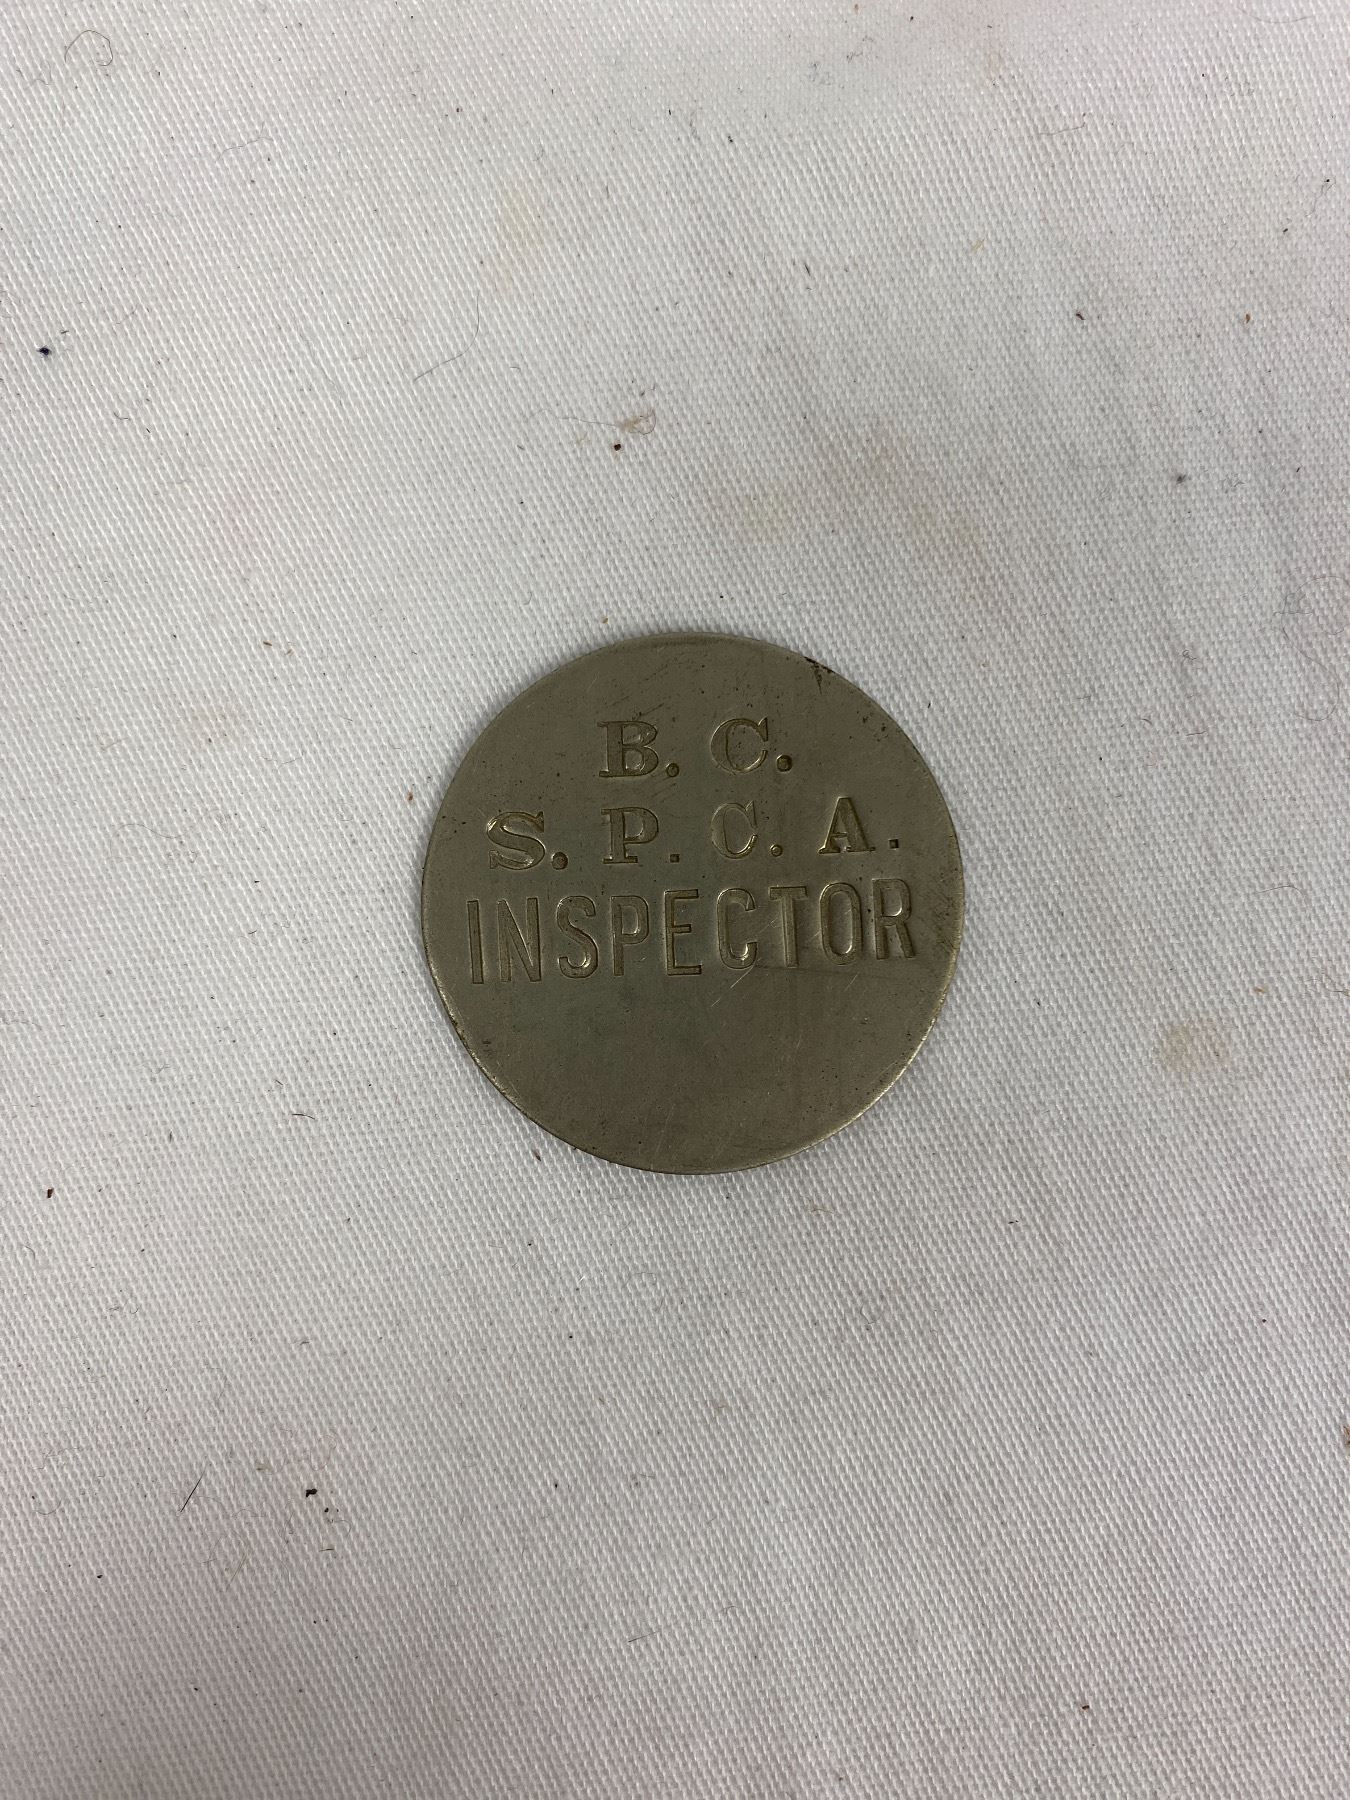 B. C.
S. P. C. A.
INSPECTOR